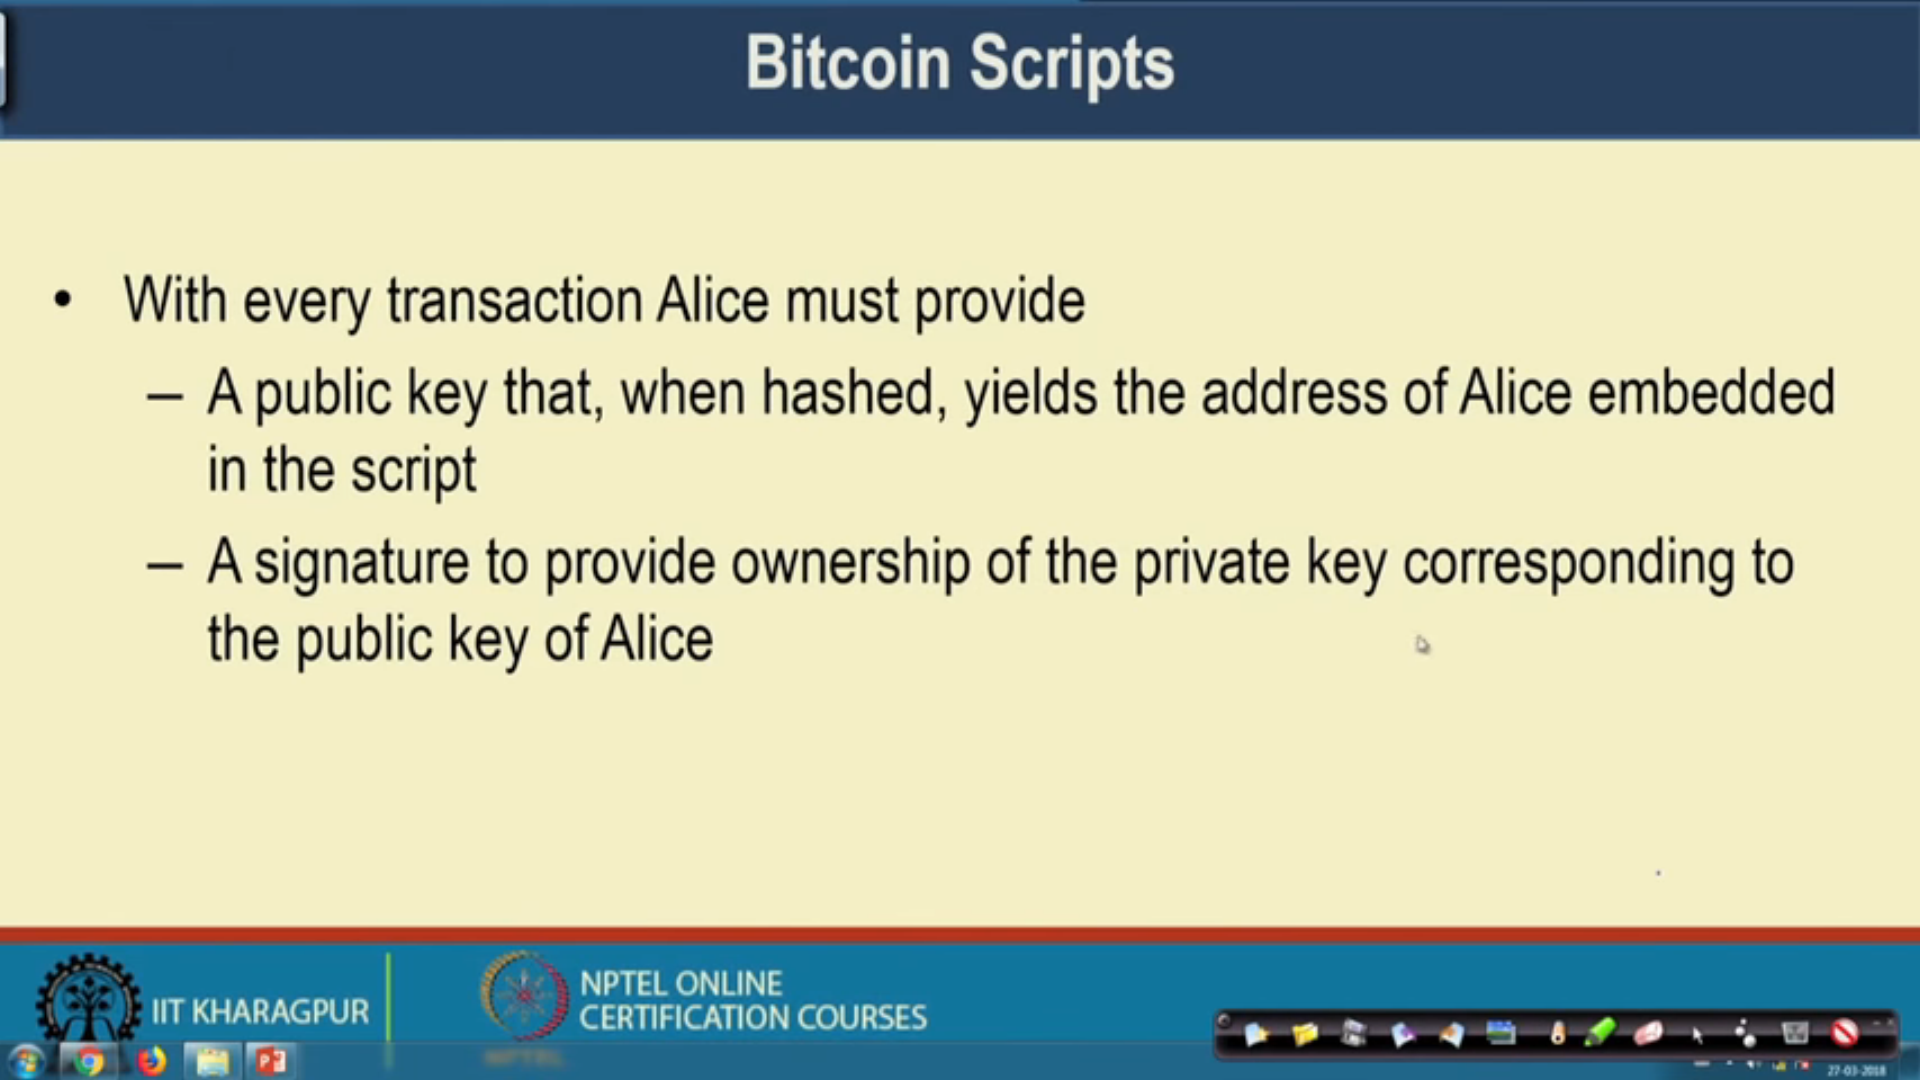 Bitcoin Scripts
• With every transaction Alice must provide
– A public key that, when hashed, yields the address of Alice embedded
in the script
– A signature to provide ownership of the private key corresponding to
the public key of Alice
IIT KHARAGPUR
NPTEL ONLINE
CERTIFICATION COURSES
NPTEL
27-03-2018